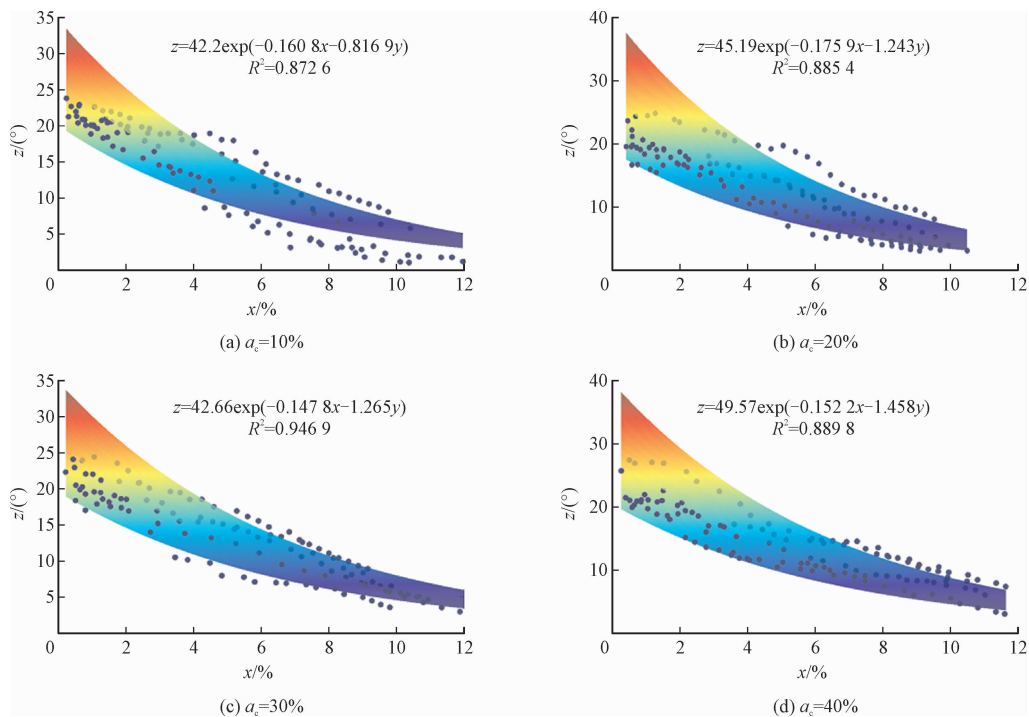 35
30
25
20
15
10
5
0
2
4
6
8
10
12
z/(°)
x/%
z=42.2exp(−0.160 8x−0.816 9y)
R²=0.872 6
(a) a_c=10%
40
30
20
10
0
2
4
6
8
10
12
z/(°)
x/%
z=45.19exp(−0.175 9x−1.243y)
R²=0.885 4
(b) a_c=20%
35
30
25
20
15
10
5
0
2
4
6
8
10
12
z/(°)
x/%
z=42.66exp(−0.147 8x−1.265y)
R²=0.946 9
(c) a_c=30%
40
30
20
10
0
2
4
6
8
10
12
z/(°)
x/%
z=49.57exp(−0.152 2x−1.458y)
R²=0.889 8
(d) a_c=40%